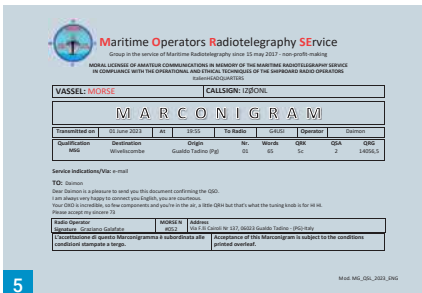 Maritime Operators Radiotelegraphy SErvice
Group in the service of Maritime Radiotelegraphy since 15 may 2017 - non-profit-making
MORAL LICENSEE OF AMATEUR COMMUNICATIONS IN MEMORY OF THE MARITIME RADIOTELEGRAPHY SERVICE
IN COMPLIANCE WITH THE OPERATIONAL AND ETHICAL TECHNIQUES OF THE SHIPBOARD RADIO OPERATORS
ItalienHEADQUARTERS
VASSEL: MORSE CALLSIGN: IZØONL
MARCONIGRAM
Transmitted on 01 June 2023 At 19:55 To Radio G4USI Operator Daimon
Qualification Destination Origin Nr. Words QRK QSA QRG
MSG Wiveliscombe Gualdo Tadino (Pg) 01 65 5c 2 14056,5
Service indications/Via: e-mail
TO: Daimon
Dear Daimon is a pleasure to send you this document confirming the QSO.
I am always very happy to connect you English, you are courteous.
Your OXO is incredible, so few components and you're in the air, a little QRH but that's what the tuning knob is for HI HI.
Please accept my sincere 73
Radio Operator MORSE N Address
Signature Graziano Galafate #052 Via F.lli Cairoli Nr 137, 06023 Gualdo Tadino - (PG)-Italy
L'accettazione di questo Marconigramma è subordinata alle Acceptance of this Marconigram is subject to the conditions
condizioni stampate a tergo. printed overleaf.
Mod: MG_QSL_2023_ENG
5